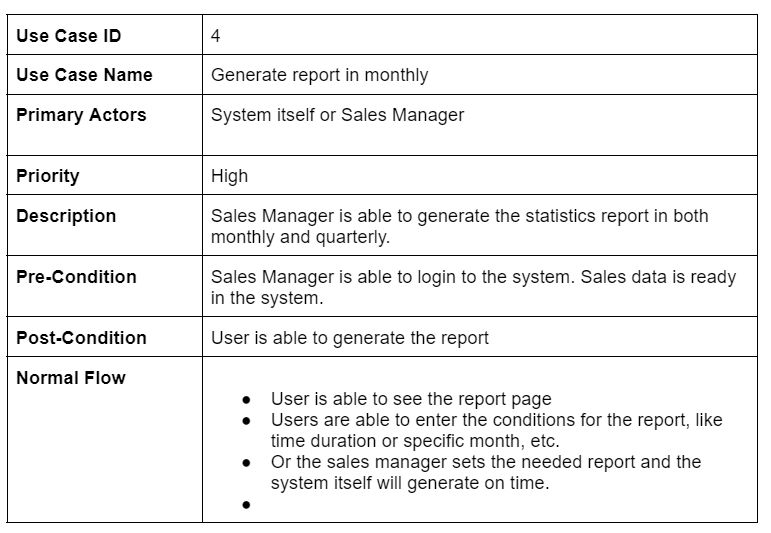 Use Case ID 4
Use Case Name Generate report in monthly
Primary Actors System itself or Sales Manager
Priority High
Description Sales Manager is able to generate the statistics report in both
monthly and quarterly.
Pre-Condition Sales Manager is able to login to the system. Sales data is ready
in the system.
Post-Condition User is able to generate the report
Normal Flow
● User is able to see the report page
● Users are able to enter the conditions for the report, like
time duration or specific month, etc.
● Or the sales manager sets the needed report and the
system itself will generate on time.
●